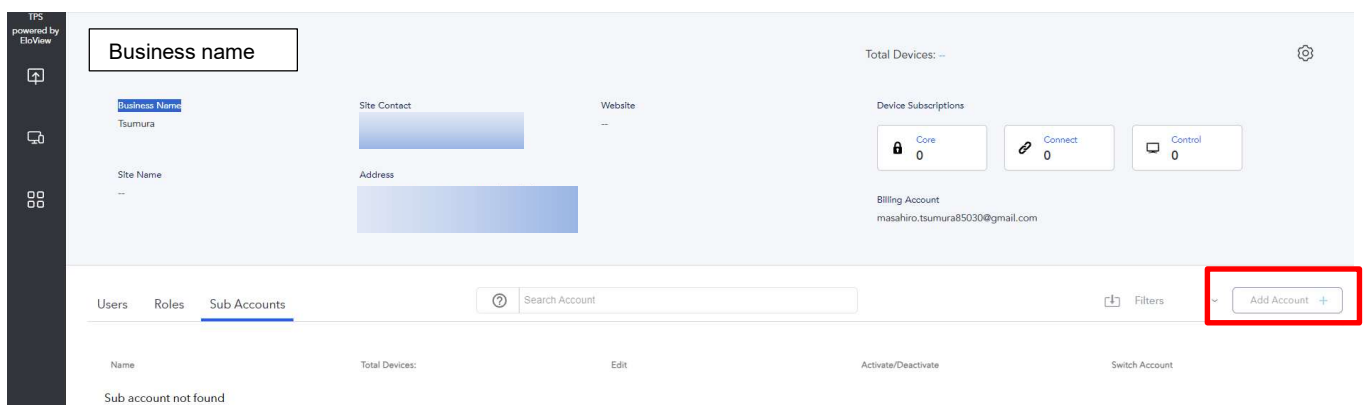 TPS
powered by
EloView
Business name
Total Devices: --
Business Name
Tsumura
Site Contact
Website
--
Device Subscriptions
Core
0
Connect
0
Control
0
Site Name
--
Address
Billing Account
masahiro.tsumura85030@gmail.com
Users Roles Sub Accounts
Search Account
Filters
Add Account +
Name Total Devices: Edit Activate/Deactivate Switch Account
Sub account not found